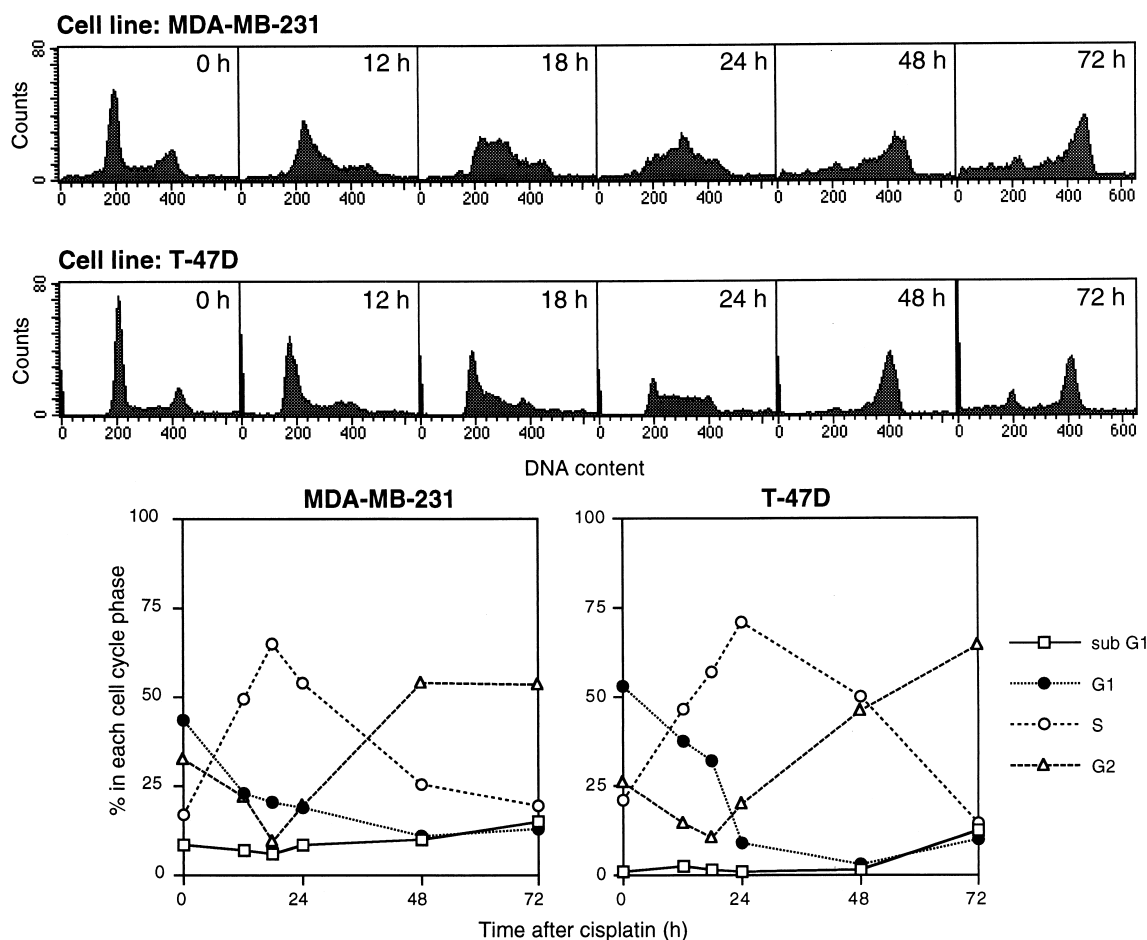 Cell line: MDA-MB-231
80
0 h
12 h
18 h
24 h
48 h
72 h
Counts
0
0 200 400 0 200 400 0 200 400 0 200 400 0 200 400 0 200 400 600
Cell line: T-47D
80
0 h
12 h
18 h
24 h
48 h
72 h
Counts
0
0 200 400 0 200 400 0 200 400 0 200 400 0 200 400 0 200 400 600
DNA content
MDA-MB-231
T-47D
% in each cell cycle phase
100
75
50
25
0
0 24 48 72
100
75
50
25
0
0 24 48 72
sub G1
G1
S
G2
Time after cisplatin (h)